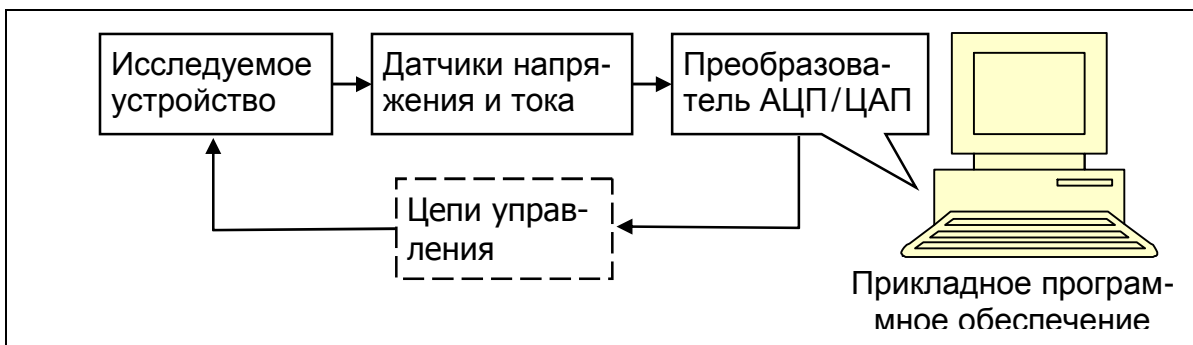 Исследуемое
устройство
Датчики напря-
жения и тока
Преобразова-
тель АЦП/ЦАП
Цепи управ-
ления
Прикладное програм-
мное обеспечение